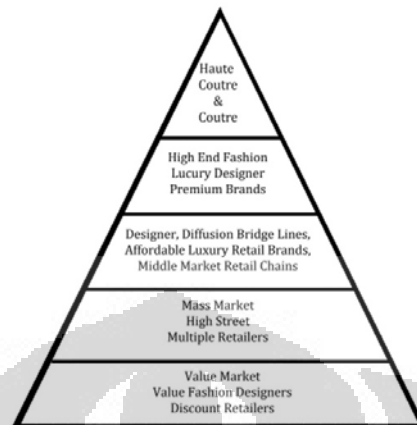 Haute
Coutre
&
Coutre
High End Fashion
Lucury Designer
Premium Brands
Designer, Diffusion Bridge Lines,
Affordable Luxury Retail Brands,
Middle Market Retail Chains
Mass Market
High Street
Multiple Retailers
Value Market
Value Fashion Designers
Discount Retailers